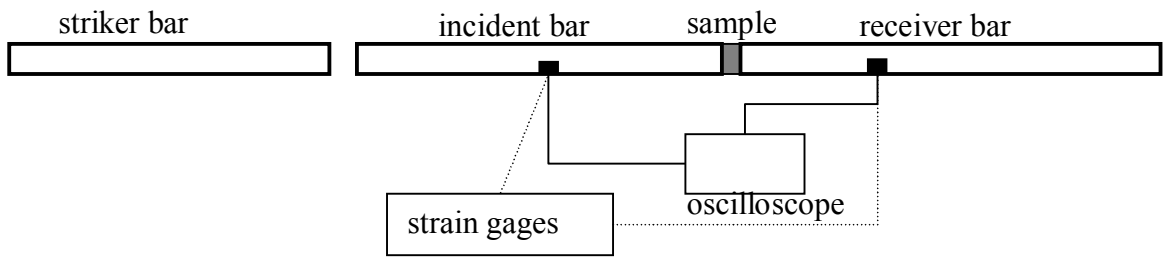 striker bar
incident bar
sample
receiver bar
oscilloscope
strain gages